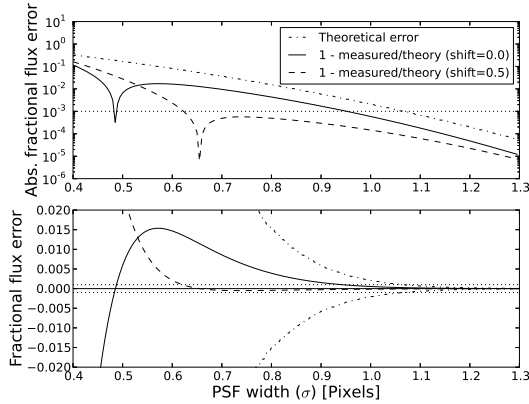 10^1
10^0
10^-1
10^-2
10^-3
10^-4
10^-5
10^-6
Abs. fractional flux error
Theoretical error
1 - measured/theory (shift=0.0)
1 - measured/theory (shift=0.5)
0.4 0.5 0.6 0.7 0.8 0.9 1.0 1.1 1.2 1.3
0.020
0.015
0.010
0.005
0.000
−0.005
−0.010
−0.015
−0.020
Fractional flux error
0.4 0.5 0.6 0.7 0.8 0.9 1.0 1.1 1.2 1.3
PSF width (σ) [Pixels]